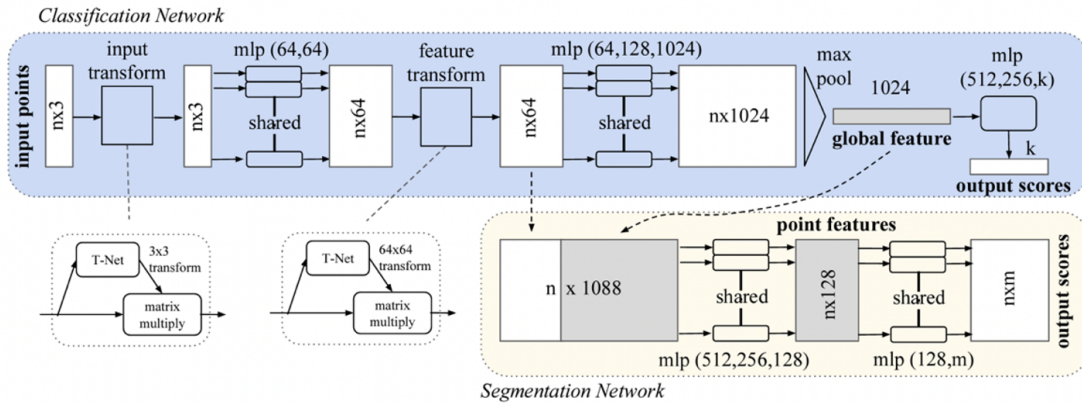 Classification Network
input points
nx3
input
transform
nx3
mlp (64,64)
shared
nx64
feature
transform
nx64
mlp (64,128,1024)
shared
nx1024
max
pool
1024
global feature
mlp
(512,256,k)
k
output scores
T-Net
3x3
transform
matrix
multiply
T-Net
64x64
transform
matrix
multiply
point features
n x 1088
shared
mlp (512,256,128)
nx128
shared
mlp (128,m)
nxm
output scores
Segmentation Network